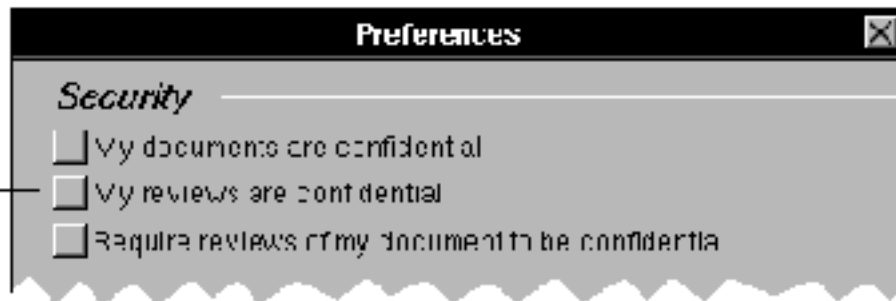 Preferences
Security
My documents are confidential
My reviews are confidential
Require reviews of my document to be confidential